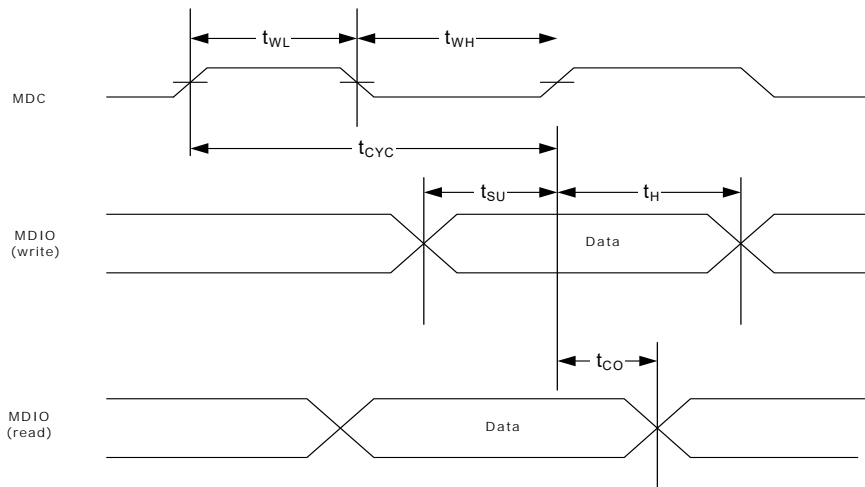 tWL
tWH
MDC
tCYC
tSU
tH
MDIO
(write)
Data
tCO
MDIO
(read)
Data